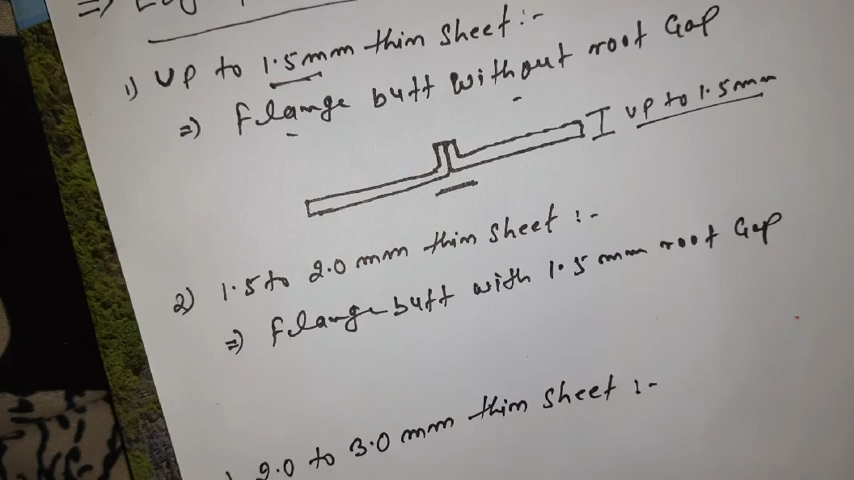 =>
1) UP to 1.5mm thin sheet:-
=) Flange butt without root Gap
I up to 1.5mm
2) 1.5 to 2.0 mm thin sheet :-
=) Flange butt with 1.5 mm root Gap
2.0 to 3.0 mm thin sheet :-